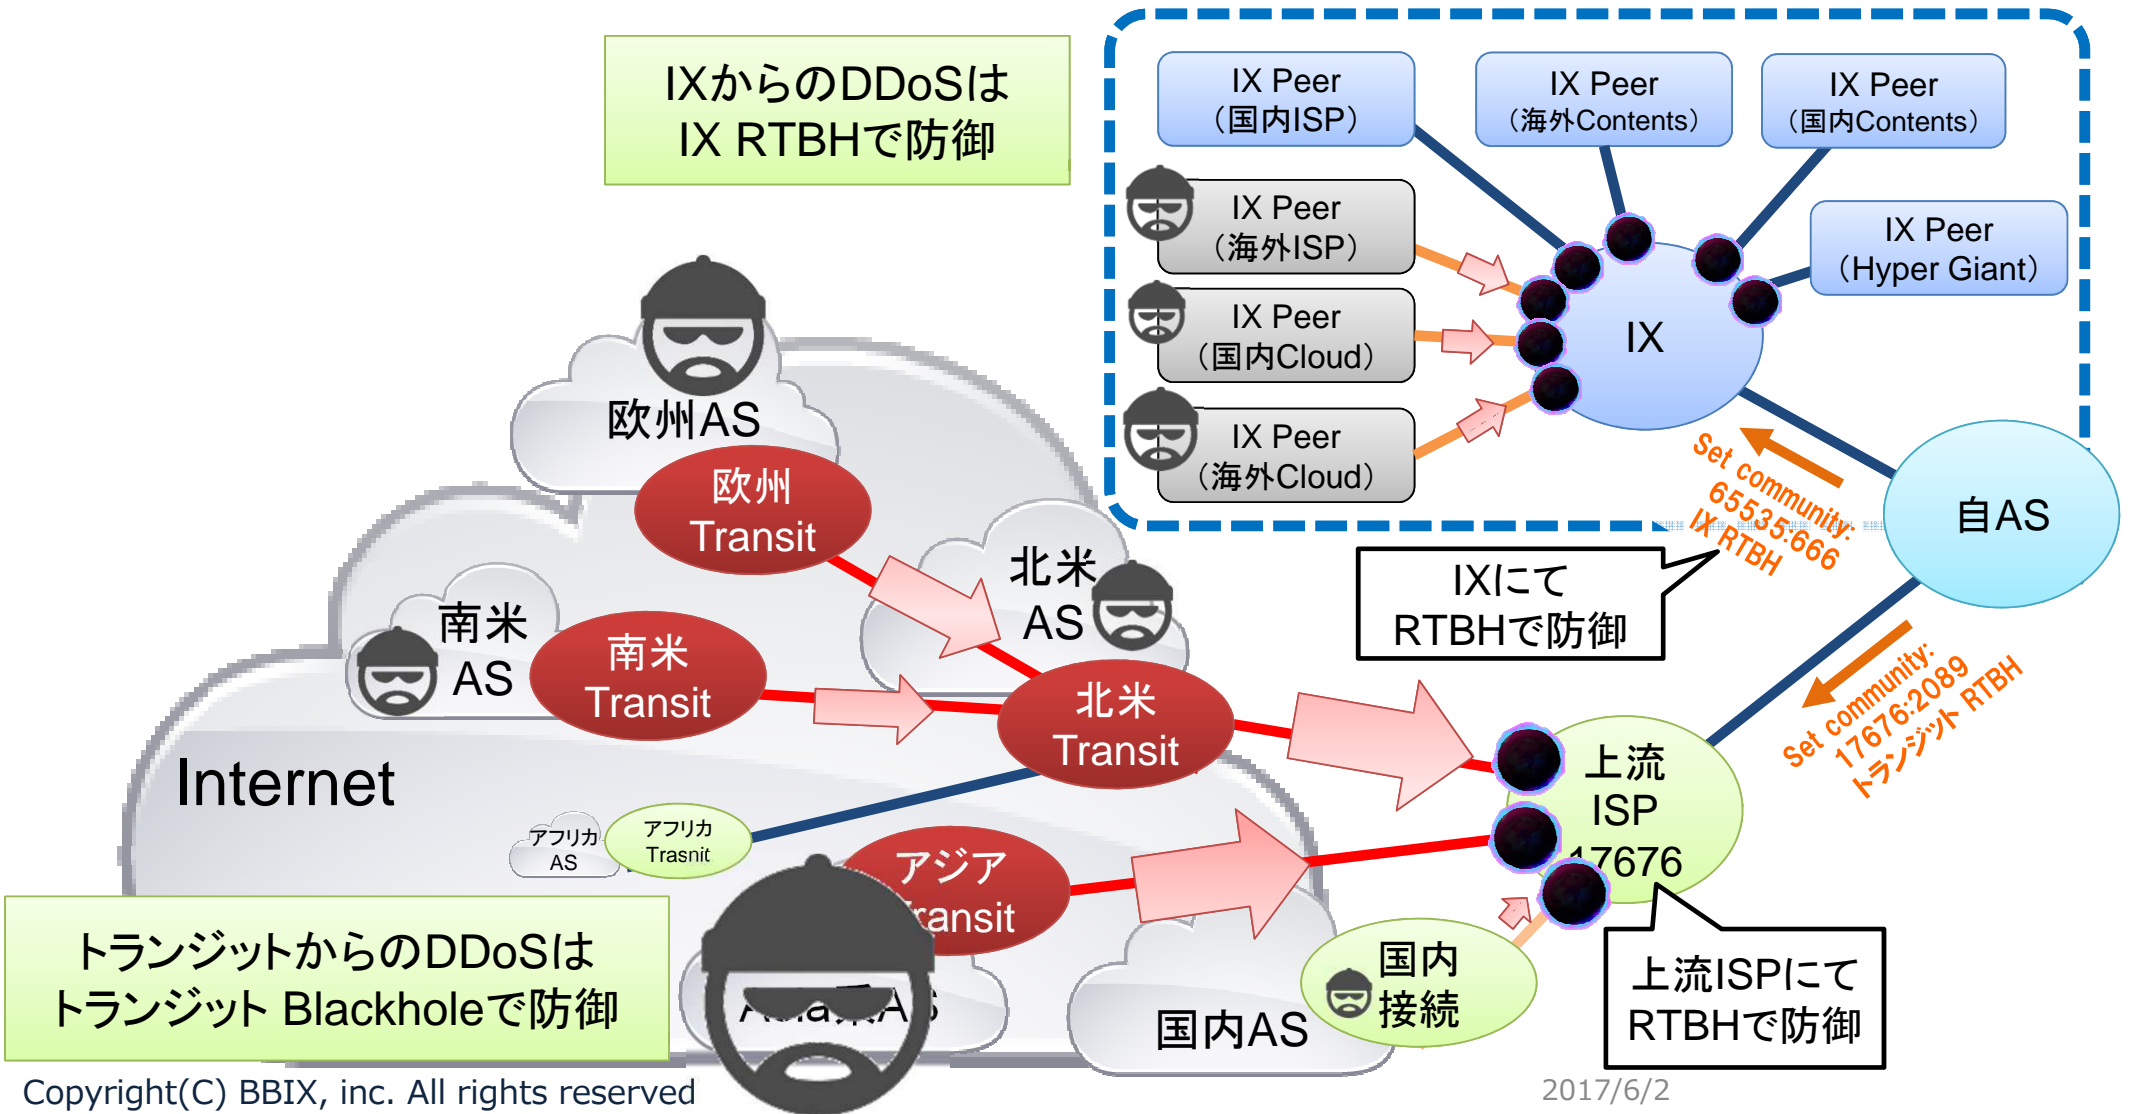 IXからのDDoSは
IX RTBHで防御
IX Peer
（国内ISP）
IX Peer
（海外Contents）
IX Peer
（国内Contents）
IX Peer
（海外ISP）
IX Peer
（Hyper Giant）
IX Peer
（国内Cloud）
IX
IX Peer
（海外Cloud）
Set community:
65535:666
IX RTBH
自AS
IXにて
RTBHで防御
Set community:
17676:2089
トランジット RTBH
欧州AS
欧州
Transit
北米
AS
南米
AS
南米
Transit
北米
Transit
Internet
アフリカ
AS
アフリカ
Trasnit
アジア
ransit
上流
ISP
17676
トランジットからのDDoSは
トランジット Blackholeで防御
国内AS
国内
接続
上流ISPにて
RTBHで防御
Copyright(C) BBIX, inc. All rights reserved
2017/6/2